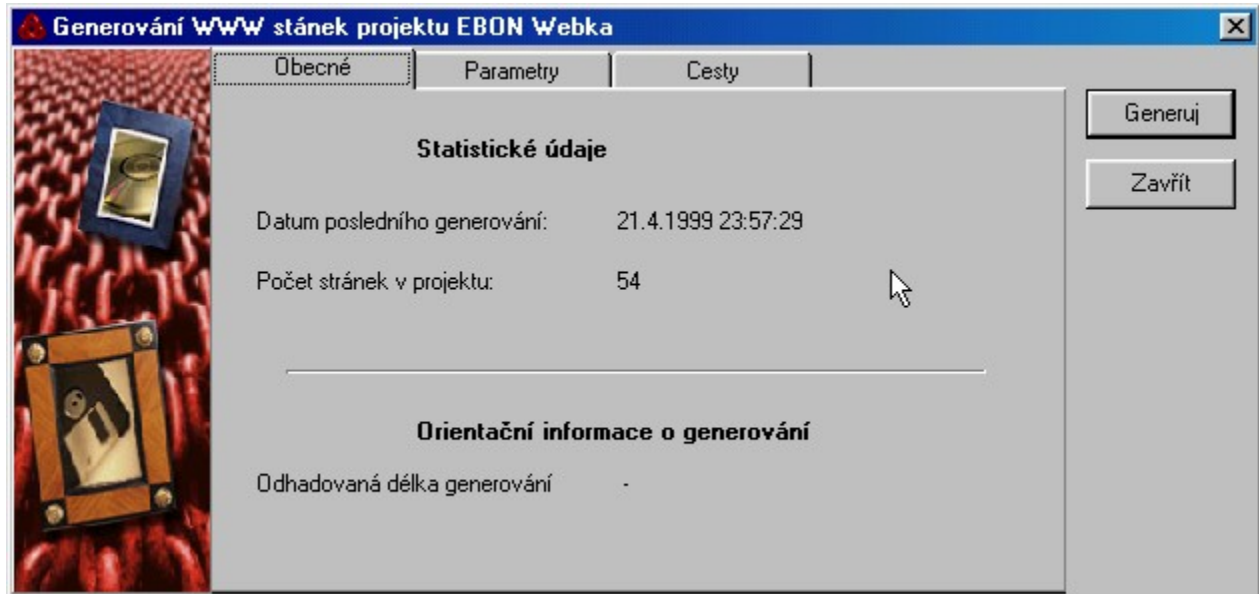 Generování WWW stánek projektu EBON Webka
Obecné Parametry Cesty
Generuj
Zavřít
Statistické údaje
Datum posledního generování: 21.4.1999 23:57:29
Počet stránek v projektu: 54
Orientační informace o generování
Odhadovaná délka generování -